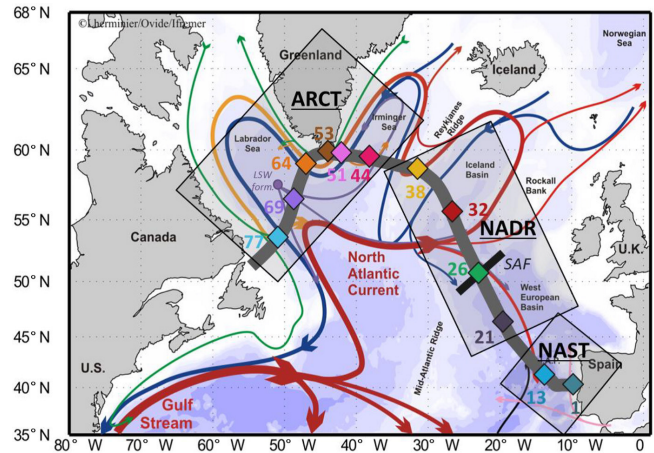 ©Lherminier/Ovide/Ifremer
68° N
65° N
60° N
55° N
50° N
45° N
40° N
35° N
Norwegian
Sea
Greenland
Iceland
ARCT
Irminger
Sea
Reykjanes
Ridge
Labrador
Sea
53
64
51
44
LSW
form.
69
38
Iceland
Basin
Rockall
Bank
32
NADR
77
Canada
U.K.
North
Atlantic
Current
26
SAF
West
European
Basin
21
Mid-Atlantic Ridge
NAST
Spain
U.S.
13
1
Gulf
Stream
80° W
70° W
60° W
50° W
40° W
30° W
20° W
10° W
0